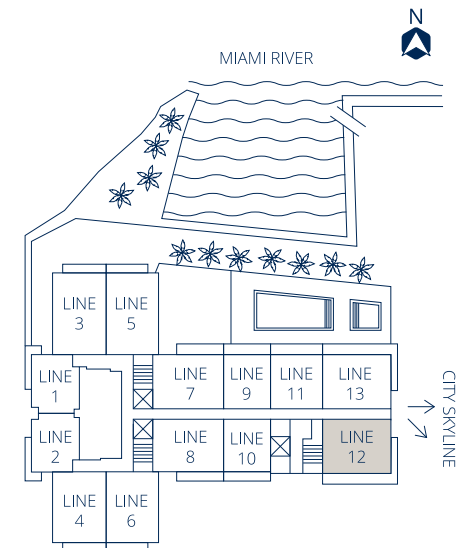 N
MIAMI RIVER
LINE
3
LINE
5
LINE
1
LINE
7
LINE
9
LINE
11
LINE
13
CITY SKYLINE
LINE
2
LINE
8
LINE
10
LINE
12
LINE
4
LINE
6